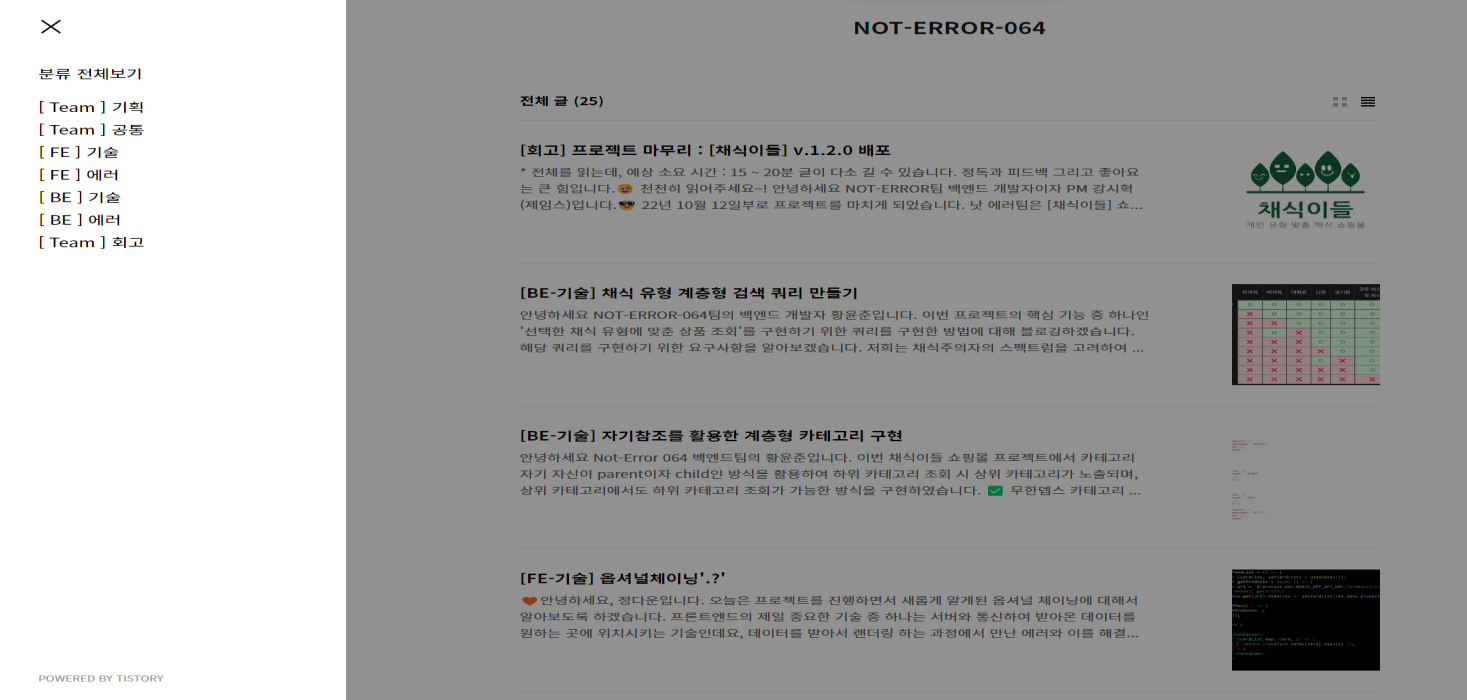 분류 전체보기
[ Team ] 기획
[ Team ] 공통
[ FE ] 기술
[ FE ] 에러
[ BE ] 기술
[ BE ] 에러
[ Team ] 회고
POWERED BY TISTORY
NOT-ERROR-064
전체 글 (25)
[회고] 프로젝트 마무리 : [채식이들] v.1.2.0 배포
* 전체를 읽는데, 예상 소요 시간 : 15 ~ 20분 글이 다소 길 수 있습니다. 정독과 피드백 그리고 좋아요
는 큰 힘입니다.😉 천천히 읽어주세요~! 안녕하세요 NOT-ERROR팀 백엔드 개발자이자 PM 강시혁
(제임스)입니다.😎 22년 10월 12일부로 프로젝트를 마치게 되었습니다. 낫 에러팀은 [채식이들] 쇼...
채식이들
개인 유형 맞춤 채식 쇼핑몰
[BE-기술] 채식 유형 계층형 검색 쿼리 만들기
안녕하세요 NOT-ERROR-064팀의 백엔드 개발자 황윤준입니다. 이번 프로젝트의 핵심 기능 중 하나인
'선택한 채식 유형에 맞춘 상품 조회'를 구현하기 위한 쿼리를 구현한 방법에 대해 블로깅하겠습니다.
해당 쿼리를 구현하기 위한 요구사항을 알아보겠습니다. 저희는 채식주의자의 스펙트럼을 고려하여 ...
[BE-기술] 자기참조를 활용한 계층형 카테고리 구현
안녕하세요 Not-Error 064 백엔드팀의 황윤준입니다. 이번 채식이들 쇼핑몰 프로젝트에서 카테고리
자기 자신이 parent이자 child인 방식을 활용하여 하위 카테고리 조회 시 상위 카테고리가 노출되며,
상위 카테고리에서도 하위 카테고리 조회가 가능한 방식을 구현하였습니다. ✅ 무한뎁스 카테고리 ...
[FE-기술] 옵셔널체이닝'.?'
🧡안녕하세요, 정다운입니다. 오늘은 프로젝트를 진행하면서 새롭게 알게된 옵셔널 체이닝에 대해서
알아보도록 하겠습니다. 프론트엔드의 제일 중요한 기술 중 하나는 서버와 통신하여 받아온 데이터를
원하는 곳에 위치시키는 기술인데요, 데이터를 받아서 랜더링 하는 과정에서 만난 에러와 이를 해결...